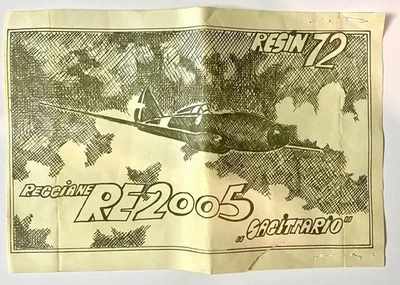 RESIN 72
REGGIANE
RE2005
"SAGITTARIO"